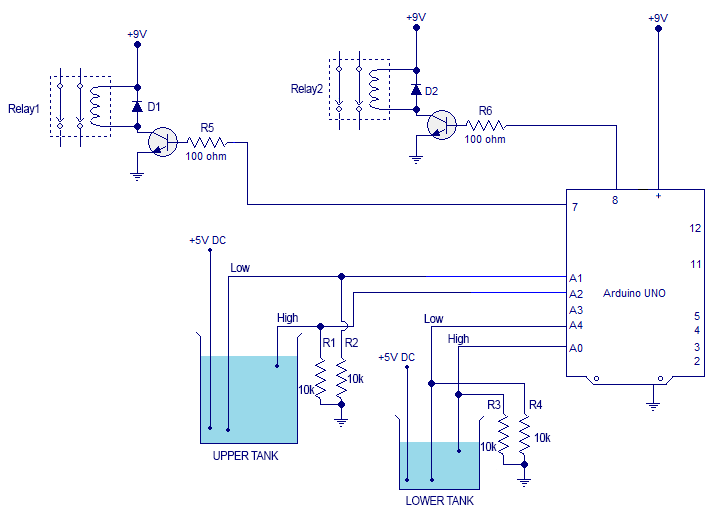 +9V
+9V
+9V
Relay1
D1
Relay2
D2
R5
100 ohm
R6
100 ohm
7
8
+
12
11
Arduino UNO
A1
A2
A3
A4
A0
5
4
3
2
+5V DC
Low
High
R1
R2
10k
10k
UPPER TANK
+5V DC
Low
High
R3
R4
10k
10k
LOWER TANK